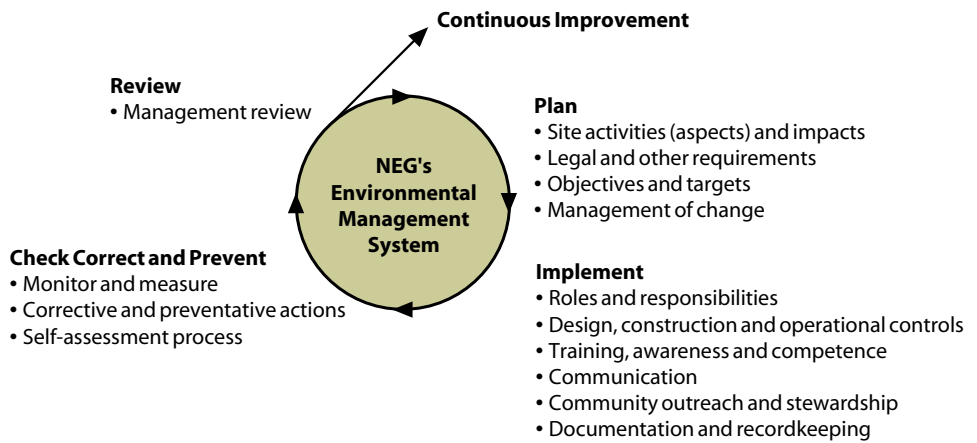 Continuous Improvement
Review
• Management review
Plan
• Site activities (aspects) and impacts
• Legal and other requirements
• Objectives and targets
• Management of change
NEG's
Environmental
Management
System
Check Correct and Prevent
• Monitor and measure
• Corrective and preventative actions
• Self-assessment process
Implement
• Roles and responsibilities
• Design, construction and operational controls
• Training, awareness and competence
• Communication
• Community outreach and stewardship
• Documentation and recordkeeping